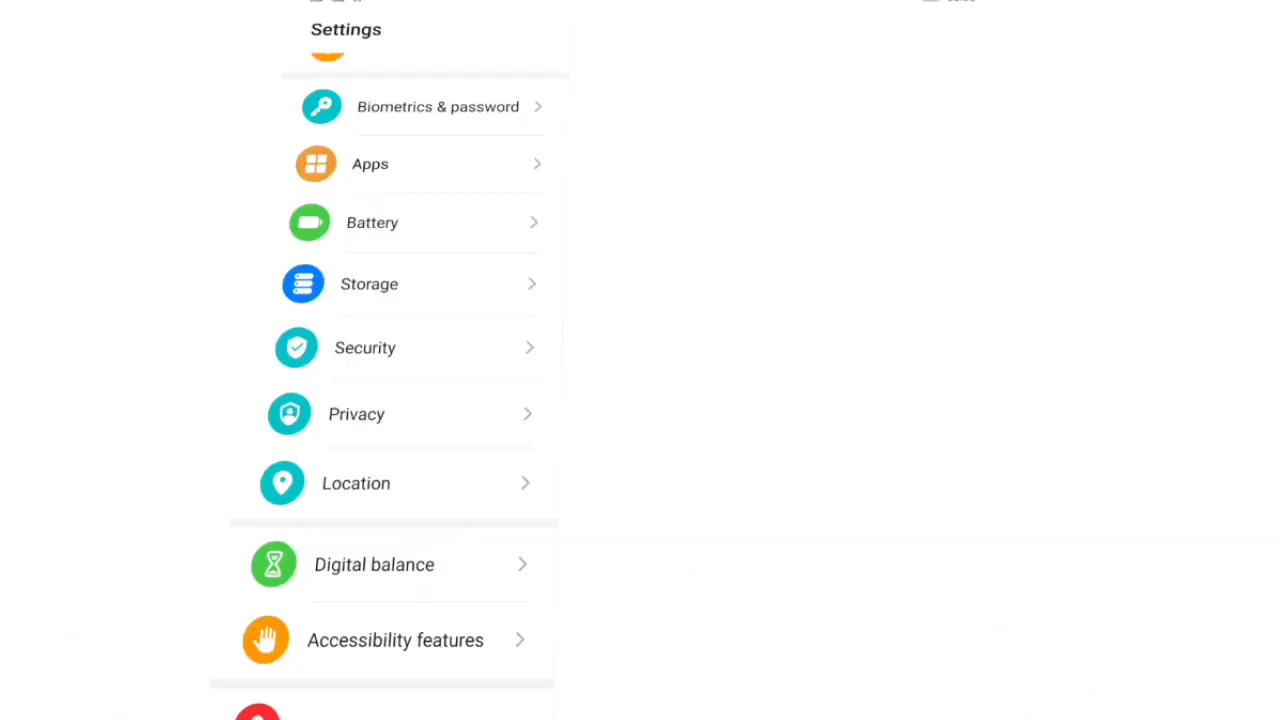 Settings
Biometrics & password
Apps
Battery
Storage
Security
Privacy
Location
Digital balance
Accessibility features